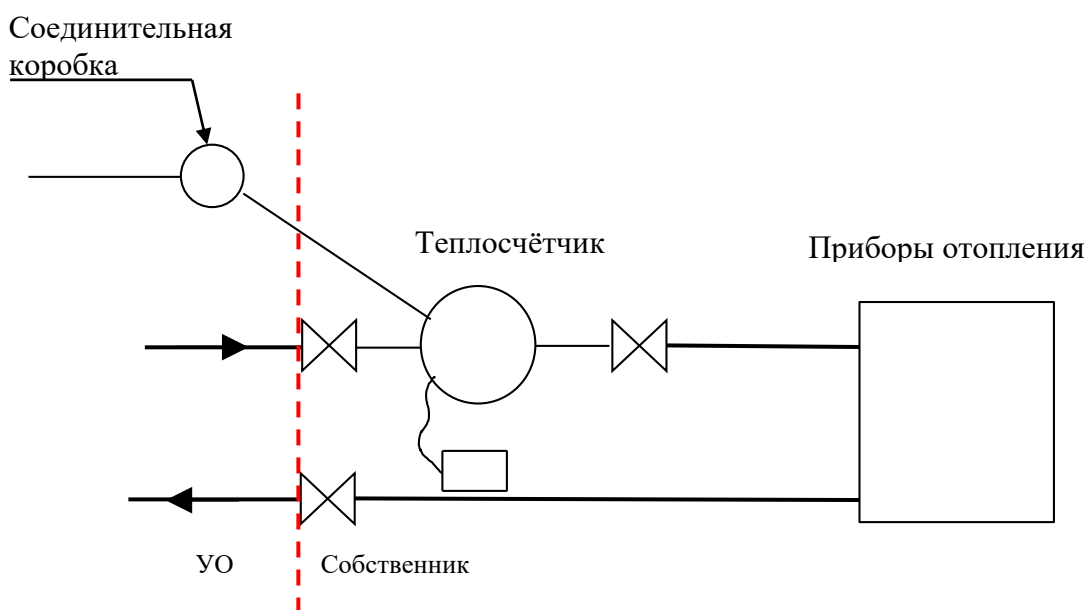 Соединительная
коробка
Теплосчётчик
Приборы отопления
УО
Собственник